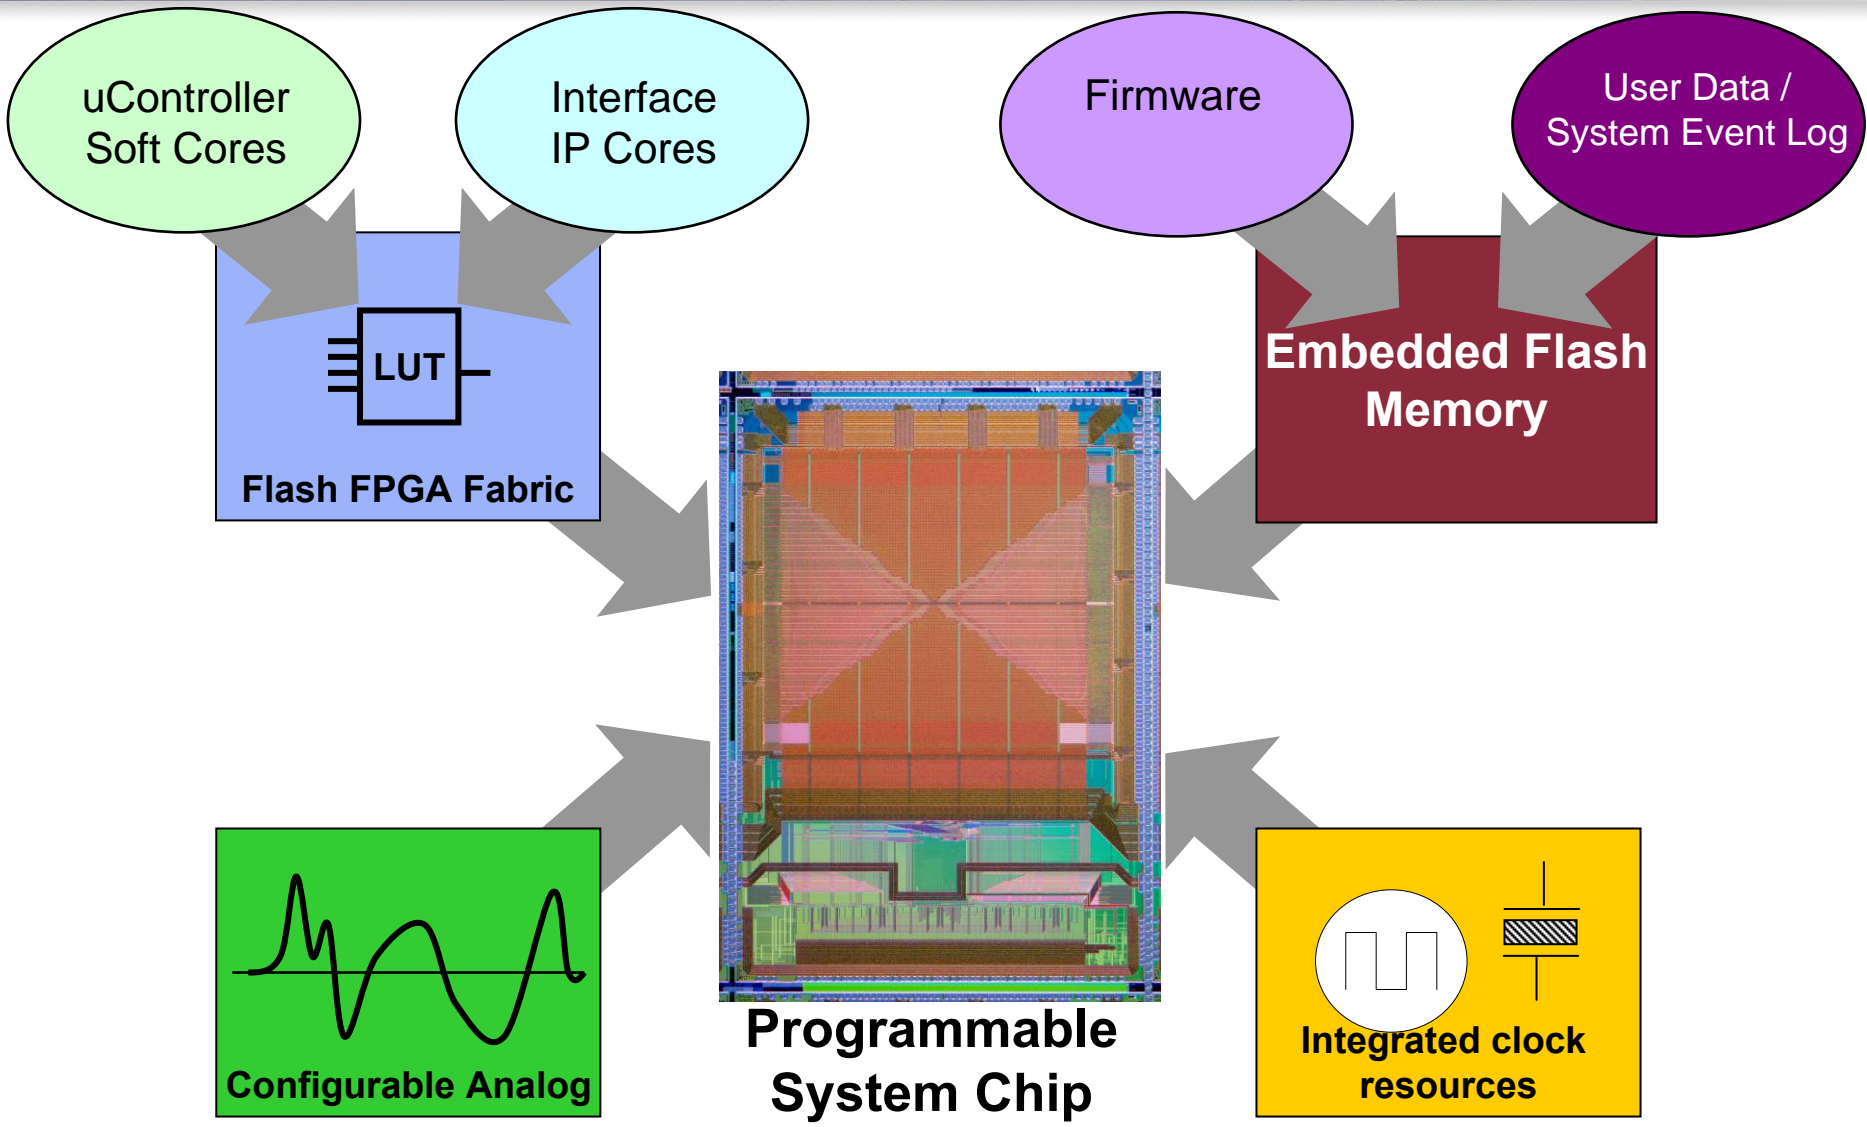 uController
Soft Cores
Interface
IP Cores
Firmware
User Data /
System Event Log
LUT
Flash FPGA Fabric
Embedded Flash
Memory
Configurable Analog
Programmable
System Chip
Integrated clock
resources